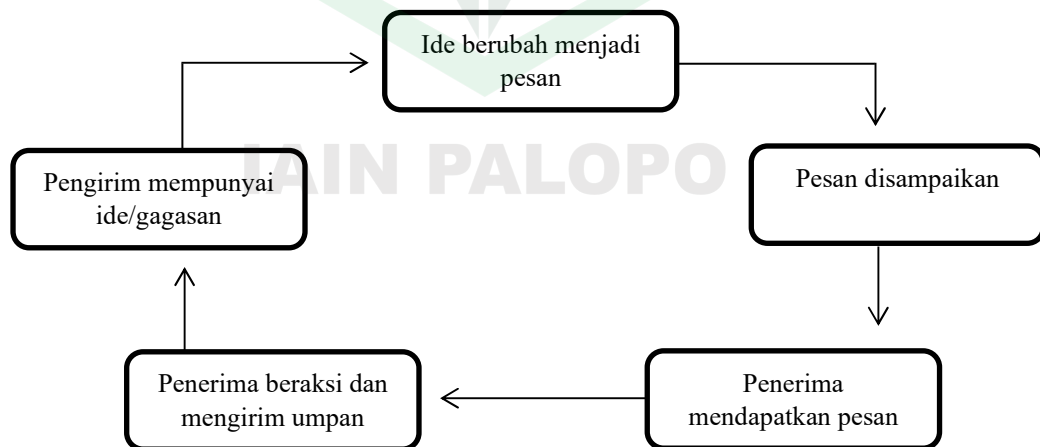 Ide berubah menjadi
pesan
Pengirim mempunyai
ide/gagasan
IAIN PALOPO
Pesan disampaikan
Penerima beraksi dan
mengirim umpan
Penerima
mendapatkan pesan